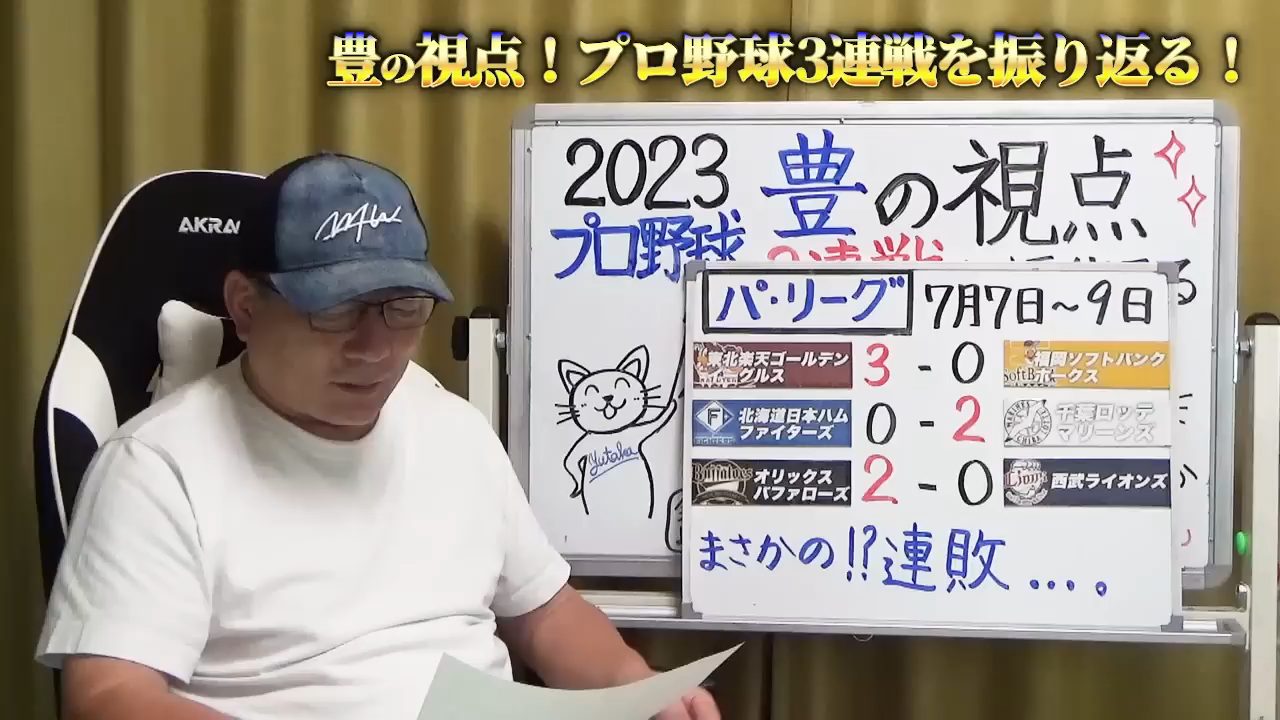 豊の視点！プロ野球3連戦を振り返る！
AKRA
2023 豊の視点
プロ野球 3連戦
yutaka
パ・リーグ 7月7日～9日
東北楽天ゴールデン
イーグルス
3 - 0
福岡ソフトバンク
ホークス
北海道日本ハム
ファイターズ
0 - 2
千葉ロッテ
マリーンズ
Buffaloes
オリックス
バファローズ
2 - 0
Lions
西武ライオンズ
まさかの!?連敗....